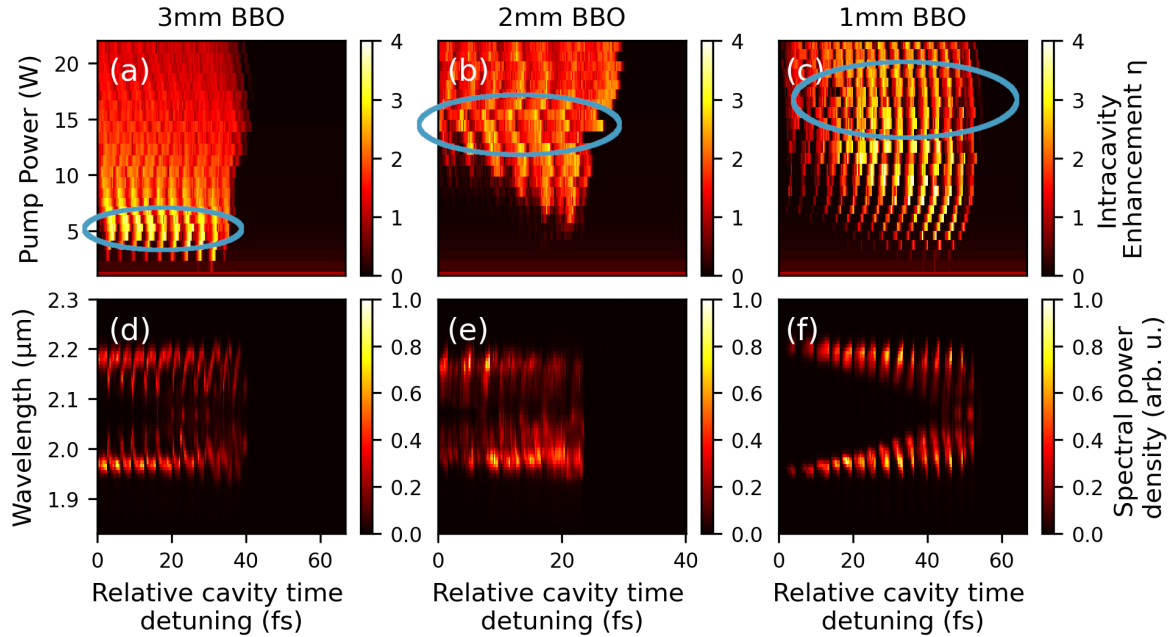 3mm BBO 2mm BBO 1mm BBO
(a) (b) (c)
Pump Power (W)
20
15
10
5
4
3
2
1
0
4
3
2
1
0
4
3
2
1
0
Intracavity
Enhancement η
(d) (e) (f)
Wavelength (μm)
2.3
2.2
2.1
2.0
1.9
1.0
0.8
0.6
0.4
0.2
0.0
1.0
0.8
0.6
0.4
0.2
0.0
1.0
0.8
0.6
0.4
0.2
0.0
Spectral power
density (arb. u.)
0 20 40 60
0 20 40
0 20 40 60
Relative cavity time
detuning (fs)
Relative cavity time
detuning (fs)
Relative cavity time
detuning (fs)